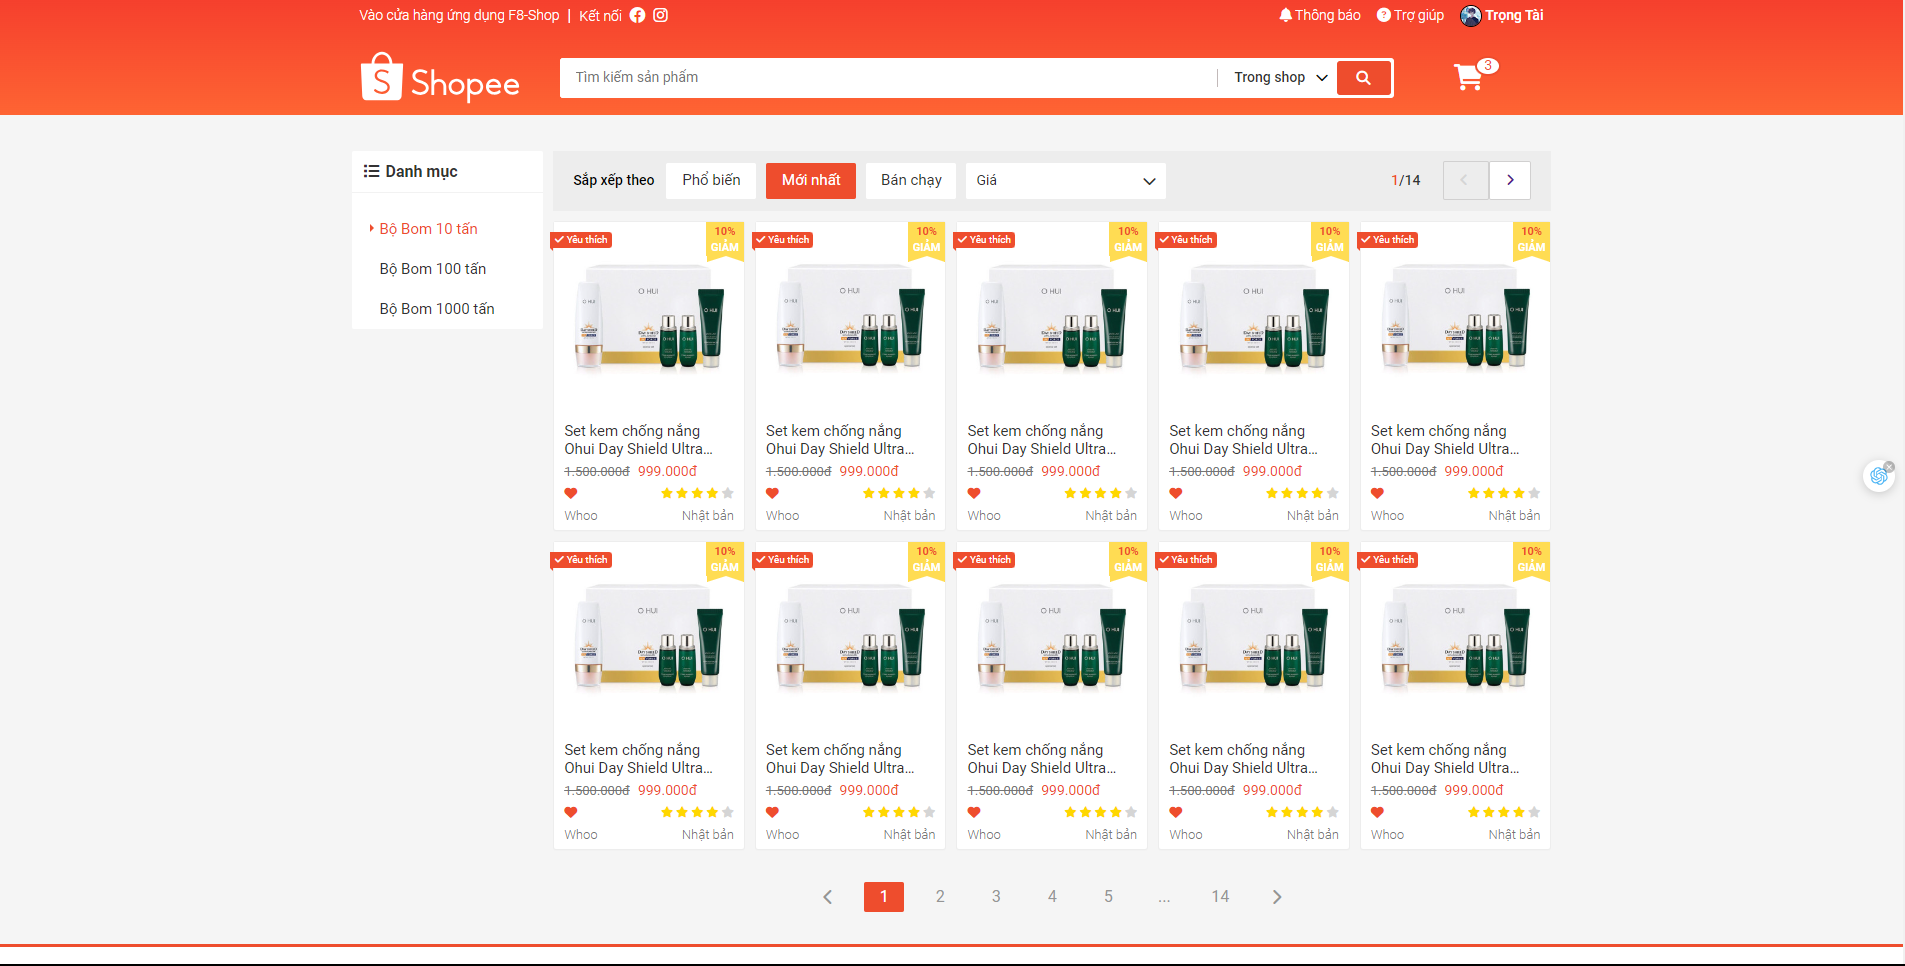 Vào cửa hàng ứng dụng F8-Shop | Kết nối
Thông báo Trợ giúp Trọng Tài
S Shopee
Tìm kiếm sản phẩm
Trong shop
3
Danh mục
Bộ Bom 10 tấn
Bộ Bom 100 tấn
Bộ Bom 1000 tấn
Sắp xếp theo Phổ biến Mới nhất Bán chạy Giá 1/14
Yêu thích 10% GIẢM Yêu thích 10% GIẢM Yêu thích 10% GIẢM Yêu thích 10% GIẢM Yêu thích 10% GIẢM
O HUI O HUI O HUI O HUI O HUI
Set kem chống nắng Set kem chống nắng Set kem chống nắng Set kem chống nắng Set kem chống nắng
Ohui Day Shield Ultra... Ohui Day Shield Ultra... Ohui Day Shield Ultra... Ohui Day Shield Ultra... Ohui Day Shield Ultra...
1.500.000đ 999.000đ 1.500.000đ 999.000đ 1.500.000đ 999.000đ 1.500.000đ 999.000đ 1.500.000đ 999.000đ
Whoo Nhật bản Whoo Nhật bản Whoo Nhật bản Whoo Nhật bản Whoo Nhật bản
Yêu thích 10% GIẢM Yêu thích 10% GIẢM Yêu thích 10% GIẢM Yêu thích 10% GIẢM Yêu thích 10% GIẢM
O HUI O HUI O HUI O HUI O HUI
Set kem chống nắng Set kem chống nắng Set kem chống nắng Set kem chống nắng Set kem chống nắng
Ohui Day Shield Ultra... Ohui Day Shield Ultra... Ohui Day Shield Ultra... Ohui Day Shield Ultra... Ohui Day Shield Ultra...
1.500.000đ 999.000đ 1.500.000đ 999.000đ 1.500.000đ 999.000đ 1.500.000đ 999.000đ 1.500.000đ 999.000đ
Whoo Nhật bản Whoo Nhật bản Whoo Nhật bản Whoo Nhật bản Whoo Nhật bản
1 2 3 4 5 ... 14